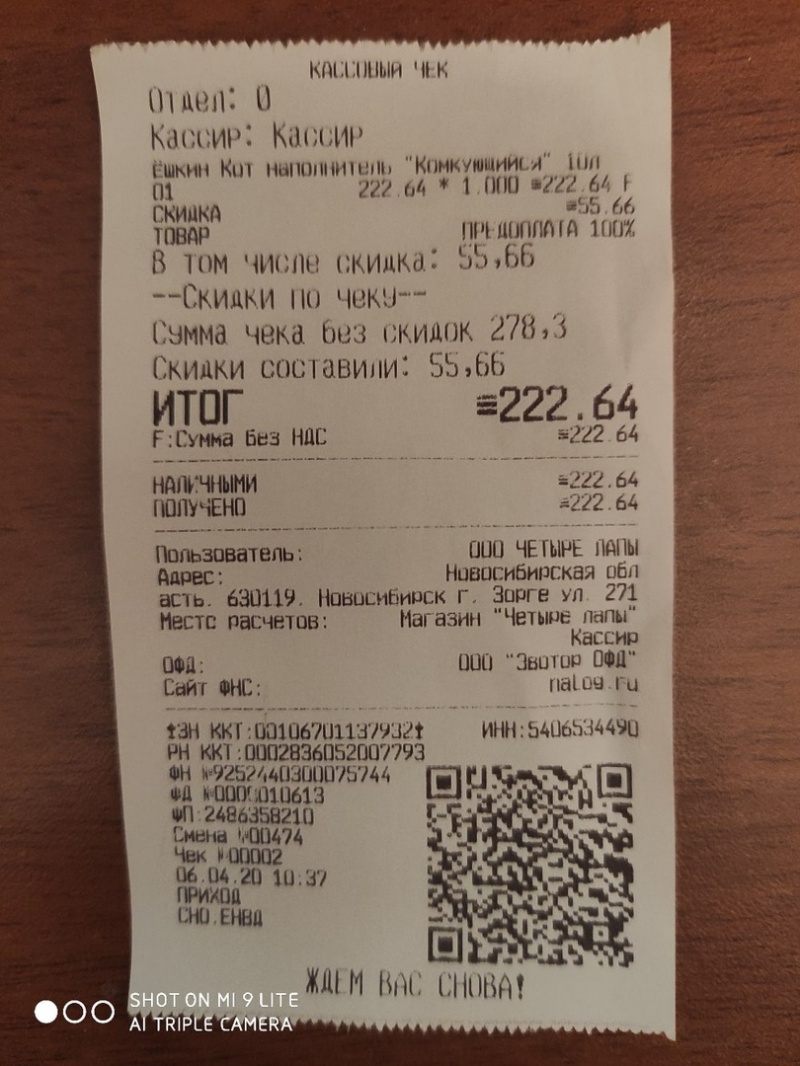 КАССОВЫЙ ЧЕК
Отдел: 0
Кассир: Кассир
Ёшкин Кот наполнитель "Комкующийся" 10л
01 222.64 * 1.000 ≡222.64 F
СКИДКА ≡55.66
ТОВАР ПРЕДОПЛАТА 100%
В том числе скидка: 55,66
--Скидки по чеку--
Сумма чека без скидок 278,3
Скидки составили: 55,66
ИТОГ ≡222.64
F:Сумма без НДС ≡222.64
НАЛИЧНЫМИ ≡222.64
ПОЛУЧЕНО ≡222.64
Пользователь: ООО ЧЕТЫРЕ ЛАПЫ
Адрес: Новосибирская обл
асть. 630119. Новосибирск г. Зорге ул. 271
Место расчетов: Магазин "Четыре лапы"
Кассир
ОФД: ООО "Эвотор ОФД"
Сайт ФНС: nalog.ru
ЗН ККТ:00106701137932 ИНН:5406534490
РН ККТ:0002836052007793
ФН №9252440300075744
ФД №0000010613
ФП:2486358210
Смена №00474
Чек №00002
06.04.20 10:37
ПРИХОД
СНО.ЕНВД
ЖДЕМ ВАС СНОВА!
SHOT ON MI 9 LITE
AI TRIPLE CAMERA